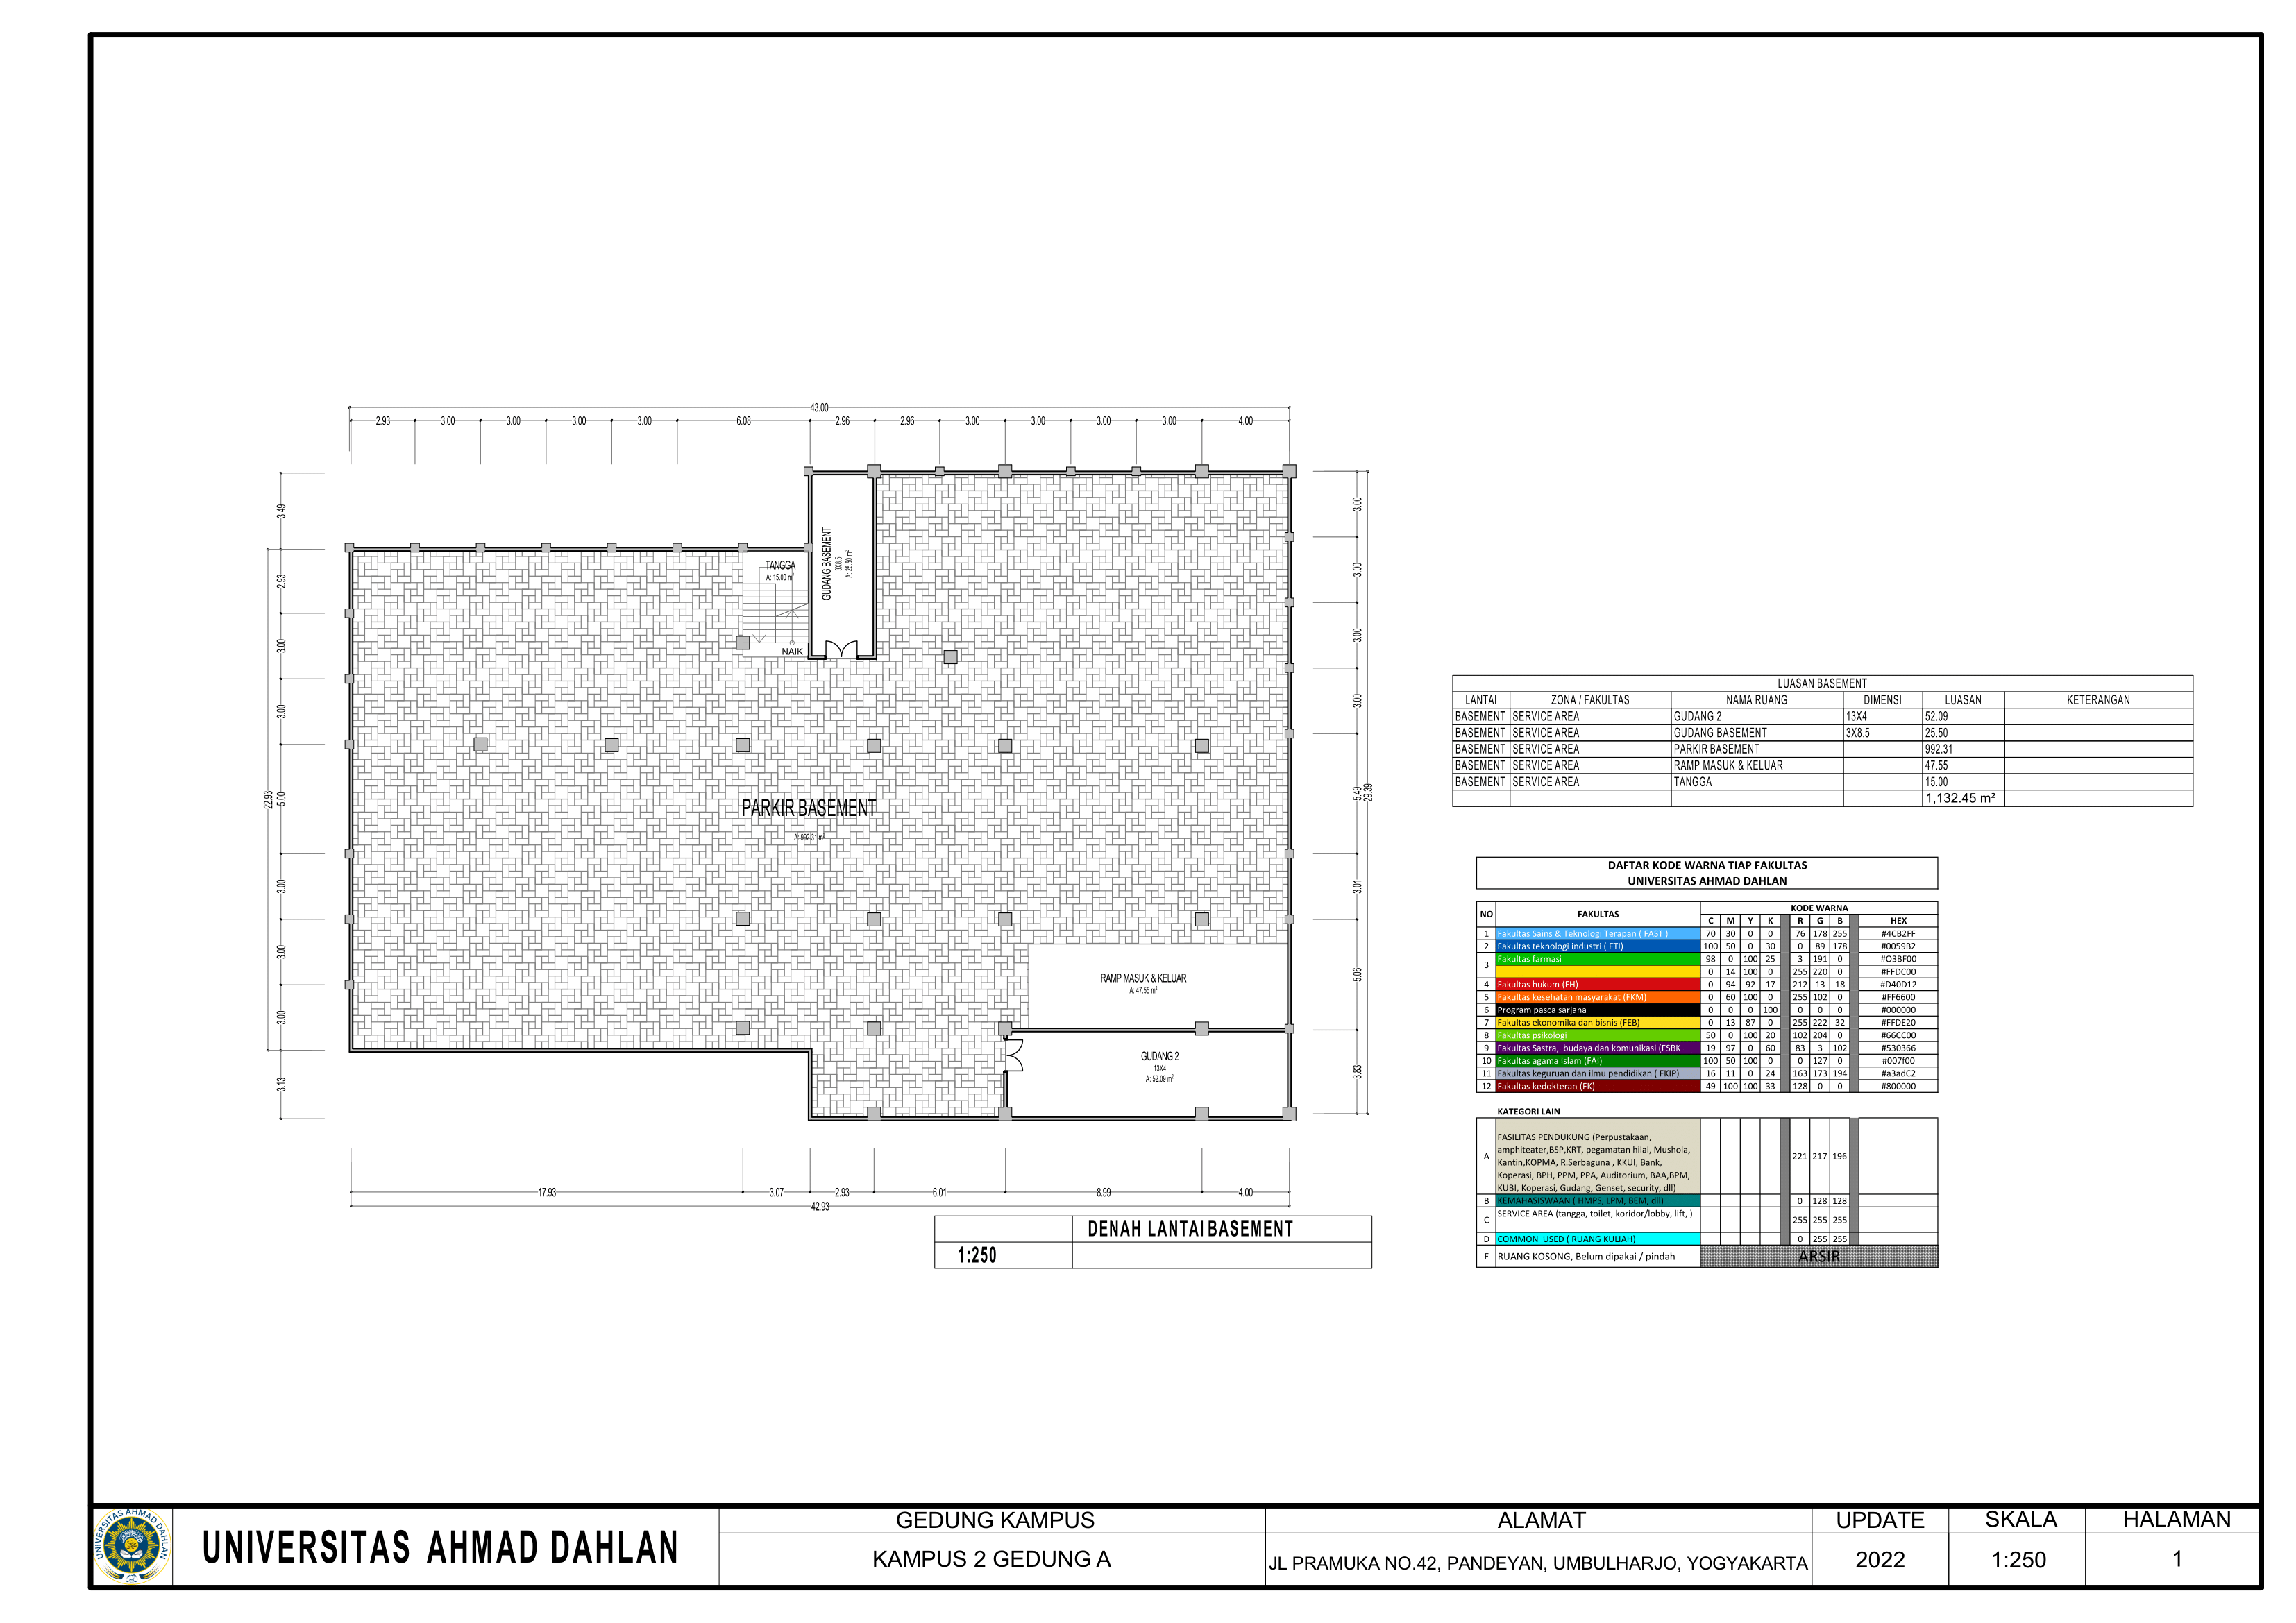 43.00
2.93 3.00 3.00 3.00 3.00 6.08 2.96 2.96 3.00 3.00 3.00 3.00 4.00
3.49
2.93
3.00
3.00
5.00
22.93
3.00
3.00
3.00
3.13
TANGGA
A: 15.00 m²
NAIK
GUDANG BASEMENT
3X8.5
A: 25.50 m²
PARKIR BASEMENT
A: 992.31 m²
RAMP MASUK & KELUAR
A: 47.55 m²
GUDANG 2
13X4
A: 52.09 m²
3.00
3.00
3.00
3.00
5.49
29.39
3.01
5.06
3.83
17.93 3.07 2.93 6.01 8.99 4.00
42.93
DENAH LANTAI BASEMENT
1:250
LUASAN BASEMENT
LANTAI ZONA / FAKULTAS NAMA RUANG DIMENSI LUASAN KETERANGAN
BASEMENT SERVICE AREA GUDANG 2 13X4 52.09
BASEMENT SERVICE AREA GUDANG BASEMENT 3X8.5 25.50
BASEMENT SERVICE AREA PARKIR BASEMENT 992.31
BASEMENT SERVICE AREA RAMP MASUK & KELUAR 47.55
BASEMENT SERVICE AREA TANGGA 15.00
1,132.45 m²
DAFTAR KODE WARNA TIAP FAKULTAS
UNIVERSITAS AHMAD DAHLAN
NO FAKULTAS KODE WARNA
C M Y K R G B HEX
1 Fakultas Sains & Teknologi Terapan ( FAST ) 70 30 0 0 76 178 255 #4CB2FF
2 Fakultas teknologi industri ( FTI) 100 50 0 30 0 89 178 #0059B2
3 Fakultas farmasi 98 0 100 25 3 191 0 #O3BF00
0 14 100 0 255 220 0 #FFDC00
4 Fakultas hukum (FH) 0 94 92 17 212 13 18 #D40D12
5 Fakultas kesehatan masyarakat (FKM) 0 60 100 0 255 102 0 #FF6600
6 Program pasca sarjana 0 0 0 100 0 0 0 #000000
7 Fakultas ekonomika dan bisnis (FEB) 0 13 87 0 255 222 32 #FFDE20
8 Fakultas psikologi 50 0 100 20 102 204 0 #66CC00
9 Fakultas Sastra, budaya dan komunikasi (FSBK 19 97 0 60 83 3 102 #530366
10 Fakultas agama Islam (FAI) 100 50 100 0 0 127 0 #007f00
11 Fakultas keguruan dan ilmu pendidikan ( FKIP) 16 11 0 24 163 173 194 #a3adC2
12 Fakultas kedokteran (FK) 49 100 100 33 128 0 0 #800000
KATEGORI LAIN
A FASILITAS PENDUKUNG (Perpustakaan,
amphiteater,BSP,KRT, pegamatan hilal, Mushola,
Kantin,KOPMA, R.Serbaguna , KKUI, Bank,
Koperasi, BPH, PPM, PPA, Auditorium, BAA,BPM,
KUBI, Koperasi, Gudang, Genset, security, dll)
221 217 196
B KEMAHASISWAAN ( HMPS, LPM, BEM, dll) 0 128 128
C SERVICE AREA (tangga, toilet, koridor/lobby, lift, ) 255 255 255
D COMMON USED ( RUANG KULIAH) 0 255 255
E RUANG KOSONG, Belum dipakai / pindah ARSIR
UNIVERSITAS AHMAD DAHLAN
UNIVERSITAS AHMAD DAHLAN
GEDUNG KAMPUS ALAMAT UPDATE SKALA HALAMAN
KAMPUS 2 GEDUNG A JL PRAMUKA NO.42, PANDEYAN, UMBULHARJO, YOGYAKARTA 2022 1:250 1